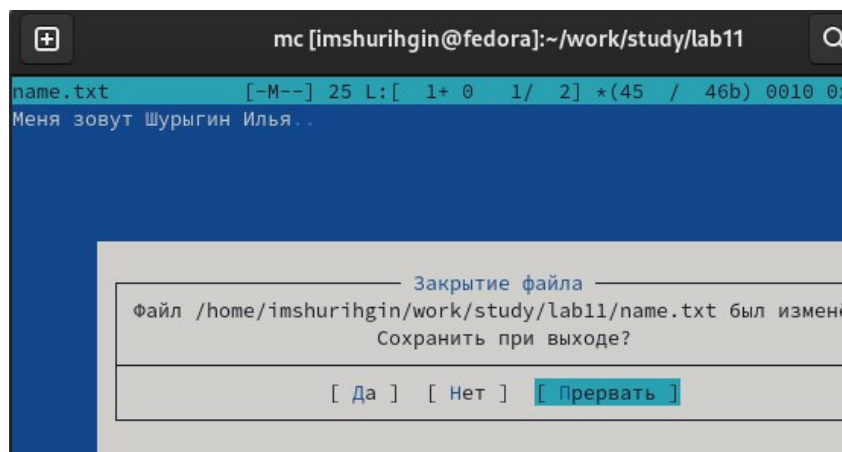 mc [imshurihgin@fedora]:~/work/study/lab11
name.txt [-M--] 25 L:[ 1+ 0 1/ 2] *(45 / 46b) 0010 0
Меня зовут Шурыгин Илья..
Закрытие файла
Файл /home/imshurihgin/work/study/lab11/name.txt был измен
Сохранить при выходе?
[ Да ] [ Нет ] [ Прервать ]